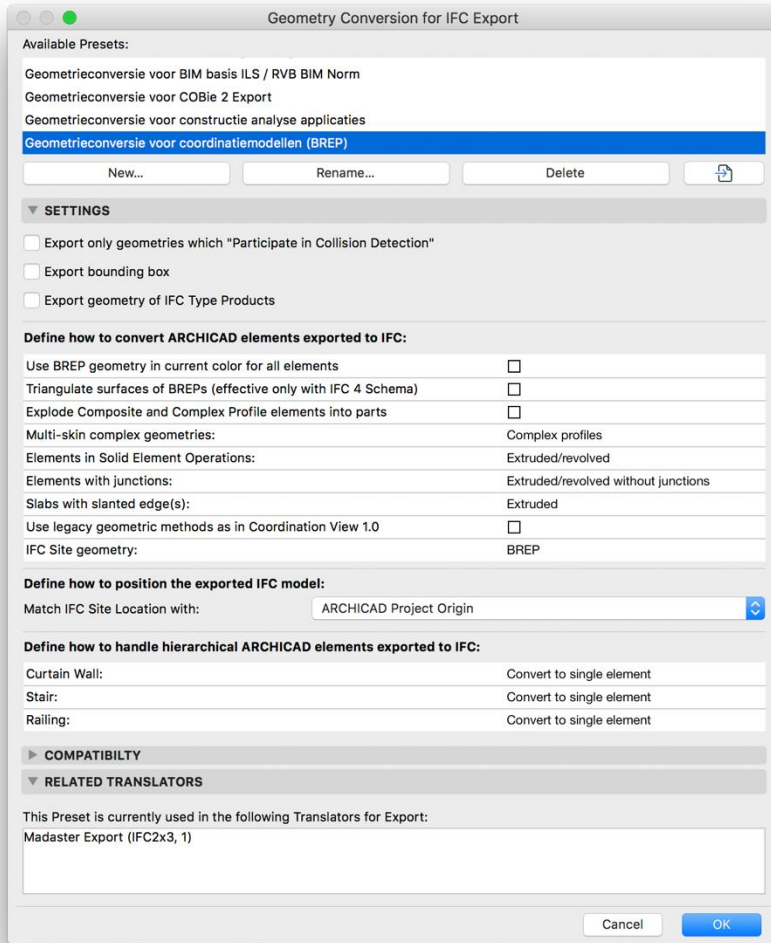 Geometry Conversion for IFC Export
Available Presets:
Geometrieconversie voor BIM basis ILS / RVB BIM Norm
Geometrieconversie voor COBie 2 Export
Geometrieconversie voor constructie analyse applicaties
Geometrieconversie voor coordinatiemodellen (BREP)
New... Rename... Delete
SETTINGS
Export only geometries which "Participate in Collision Detection"
Export bounding box
Export geometry of IFC Type Products
Define how to convert ARCHICAD elements exported to IFC:
Use BREP geometry in current color for all elements
Triangulate surfaces of BREPs (effective only with IFC 4 Schema)
Explode Composite and Complex Profile elements into parts
Multi-skin complex geometries: Complex profiles
Elements in Solid Element Operations: Extruded/revolved
Elements with junctions: Extruded/revolved without junctions
Slabs with slanted edge(s): Extruded
Use legacy geometric methods as in Coordination View 1.0
IFC Site geometry: BREP
Define how to position the exported IFC model:
Match IFC Site Location with: ARCHICAD Project Origin
Define how to handle hierarchical ARCHICAD elements exported to IFC:
Curtain Wall: Convert to single element
Stair: Convert to single element
Railing: Convert to single element
COMPATIBILTY
RELATED TRANSLATORS
This Preset is currently used in the following Translators for Export:
Madaster Export (IFC2x3, 1)
Cancel OK